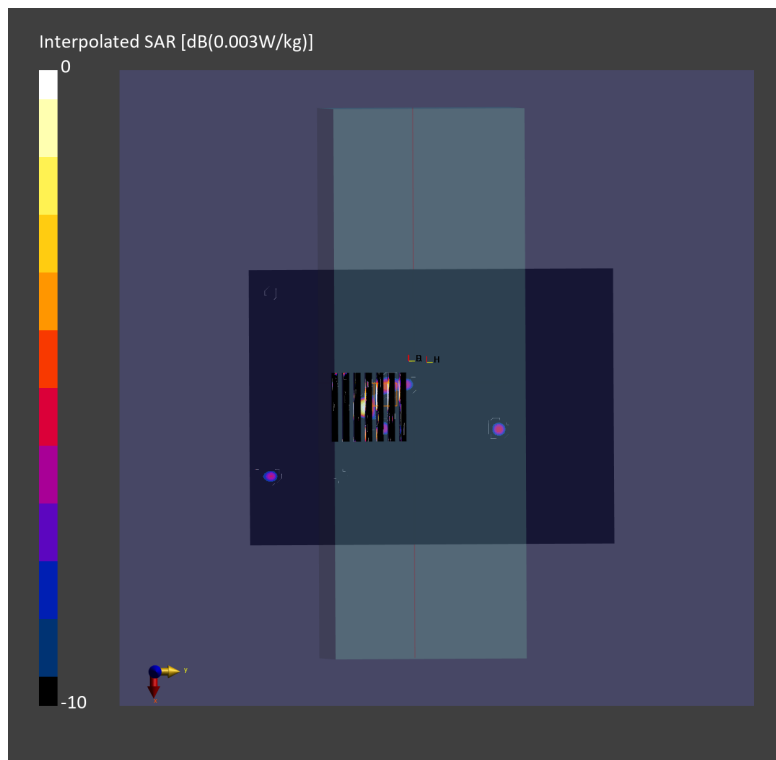 Interpolated SAR [dB(0.003W/kg)]
0
B H
-10
Y
X